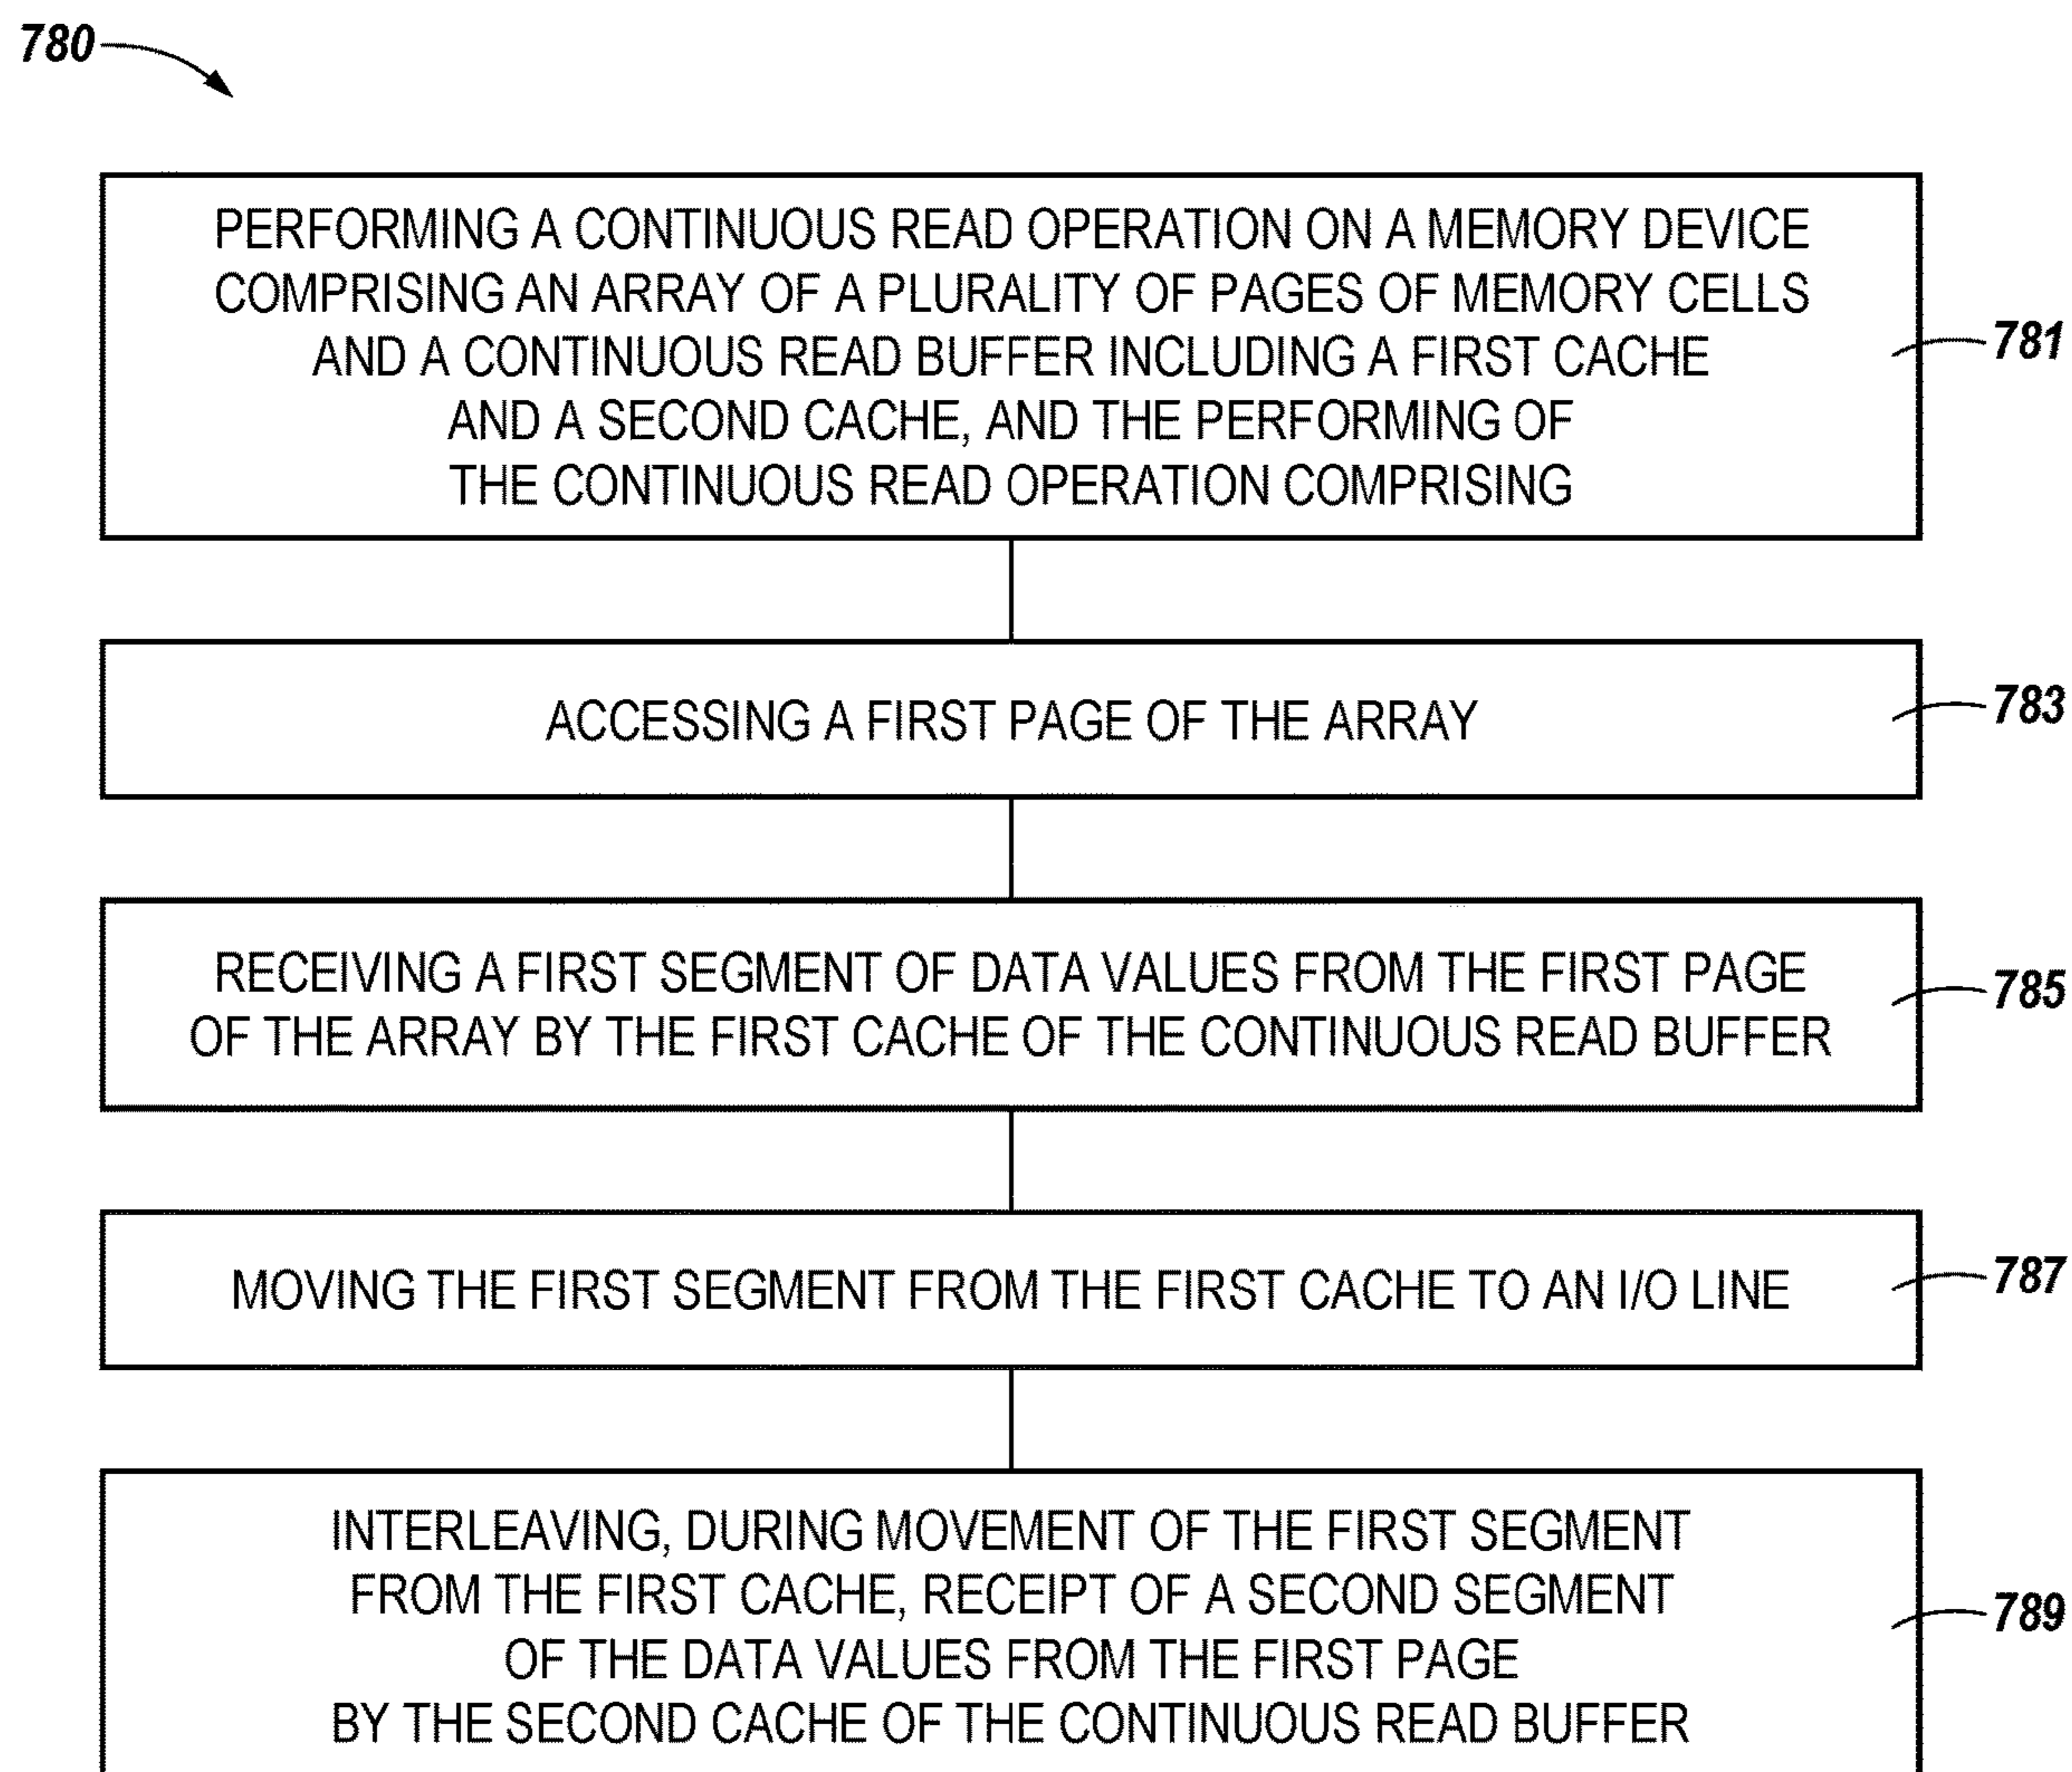 780
PERFORMING A CONTINUOUS READ OPERATION ON A MEMORY DEVICE
COMPRISING AN ARRAY OF A PLURALITY OF PAGES OF MEMORY CELLS
AND A CONTINUOUS READ BUFFER INCLUDING A FIRST CACHE
AND A SECOND CACHE, AND THE PERFORMING OF
THE CONTINUOUS READ OPERATION COMPRISING
781
ACCESSING A FIRST PAGE OF THE ARRAY
783
RECEIVING A FIRST SEGMENT OF DATA VALUES FROM THE FIRST PAGE
OF THE ARRAY BY THE FIRST CACHE OF THE CONTINUOUS READ BUFFER
785
MOVING THE FIRST SEGMENT FROM THE FIRST CACHE TO AN I/O LINE
787
INTERLEAVING, DURING MOVEMENT OF THE FIRST SEGMENT
FROM THE FIRST CACHE, RECEIPT OF A SECOND SEGMENT
OF THE DATA VALUES FROM THE FIRST PAGE
BY THE SECOND CACHE OF THE CONTINUOUS READ BUFFER
789